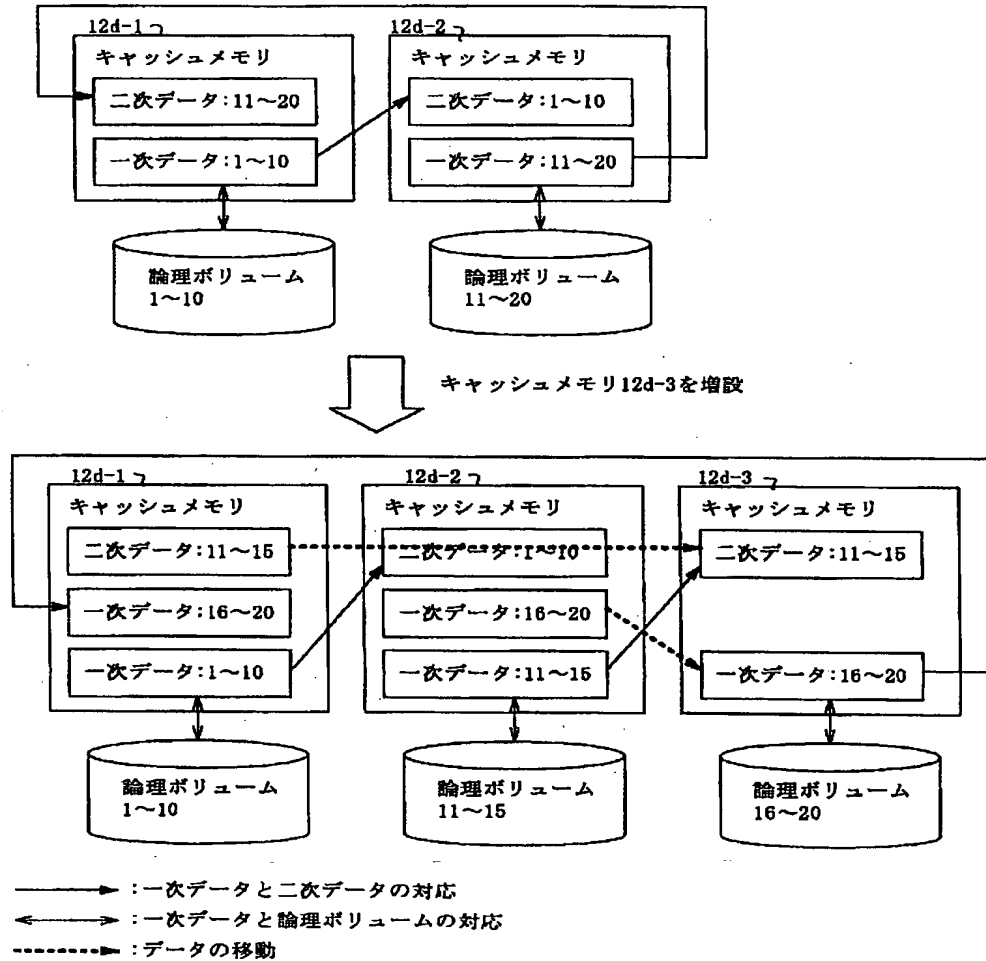 12d-1
12d-2
キャッシュメモリ
キャッシュメモリ
二次データ:11～20
二次データ:1～10
一次データ:1～10
一次データ:11～20
論理ボリューム
1～10
論理ボリューム
11～20
キャッシュメモリ12d-3を増設
12d-1
12d-2
12d-3
キャッシュメモリ
キャッシュメモリ
キャッシュメモリ
二次データ:11～15
二次データ:1～10
二次データ:11～15
一次データ:16～20
一次データ:16～20
一次データ:1～10
一次データ:11～15
一次データ:16～20
論理ボリューム
1～10
論理ボリューム
11～15
論理ボリューム
16～20
:一次データと二次データの対応
:一次データと論理ボリュームの対応
:データの移動